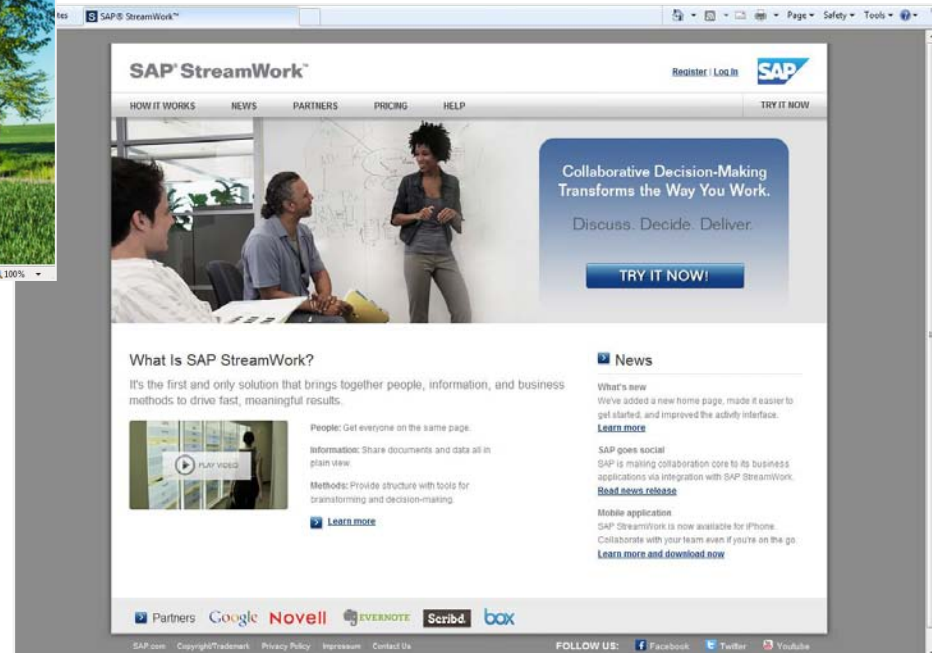 tes
SAP® StreamWork™
Page
Safety
Tools
SAP® StreamWork™
Register | Log In
SAP
HOW IT WORKS
NEWS
PARTNERS
PRICING
HELP
TRY IT NOW
Collaborative Decision-Making
Transforms the Way You Work.
Discuss. Decide. Deliver.
TRY IT NOW!
100%
What Is SAP StreamWork?
It's the first and only solution that brings together people, information, and business
methods to drive fast, meaningful results.
PLAY VIDEO
People: Get everyone on the same page.
Information: Share documents and data all in
plain view.
Methods: Provide structure with tools for
brainstorming and decision-making.
Learn more
News
What's new
We've added a new home page, made it easier to
get started, and improved the activity interface.
Learn more
SAP goes social
SAP is making collaboration core to its business
applications via integration with SAP StreamWork.
Read news release
Mobile application
SAP StreamWork is now available for iPhone.
Collaborate with your team even if you're on the go.
Learn more and download now
Partners
Google
Novell
EVERNOTE
Scribd.
box
SAP.com
Copyright/Trademark
Privacy Policy
Impressum
Contact Us
FOLLOW US:
Facebook
Twitter
Youtube